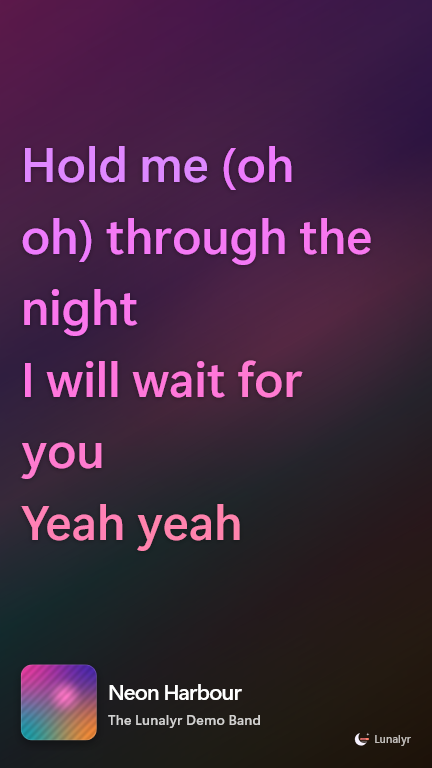 Hold me (oh
oh) through the
night
I will wait for
you
Yeah yeah
Neon Harbour
The Lunalyr Demo Band
Lunalyr